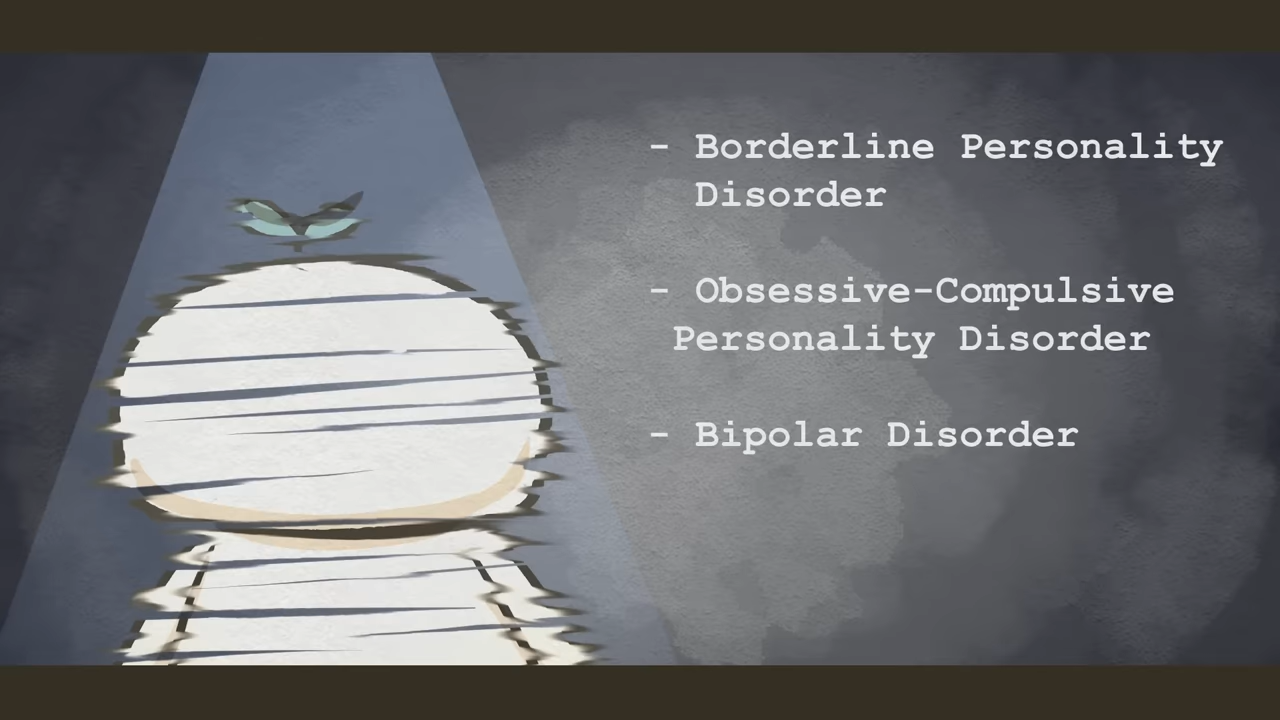 - Borderline Personality
Disorder
- Obsessive-Compulsive
Personality Disorder
- Bipolar Disorder